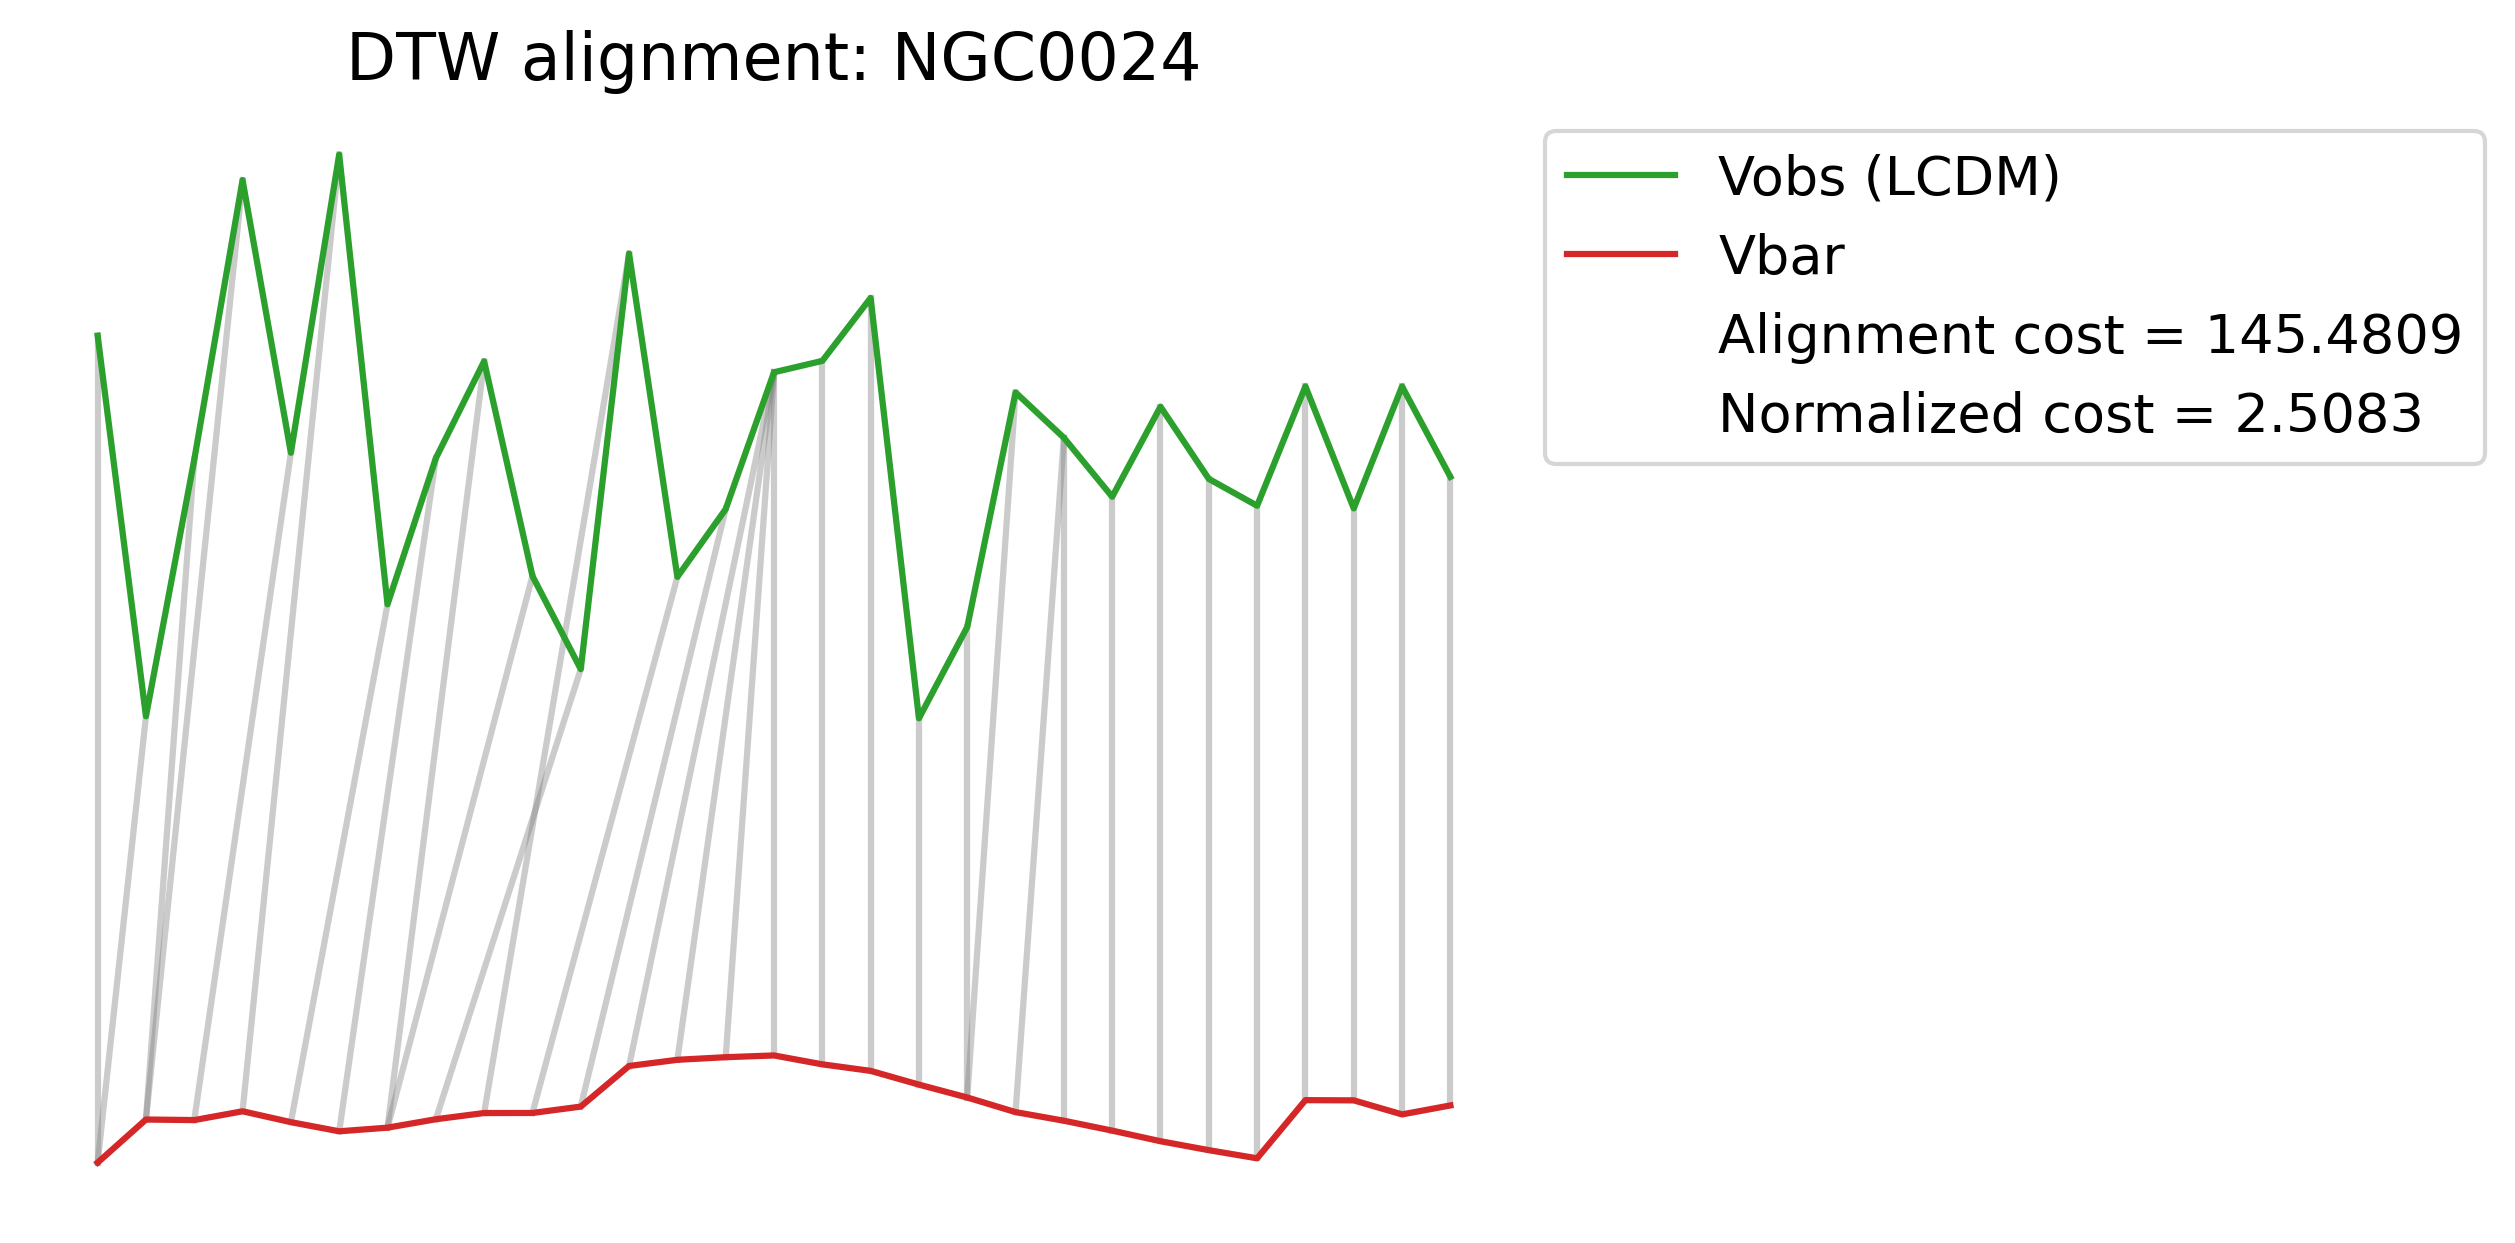 DTW alignment: NGC0024
Vobs (LCDM)
Vbar
Alignment cost = 145.4809
Normalized cost = 2.5083